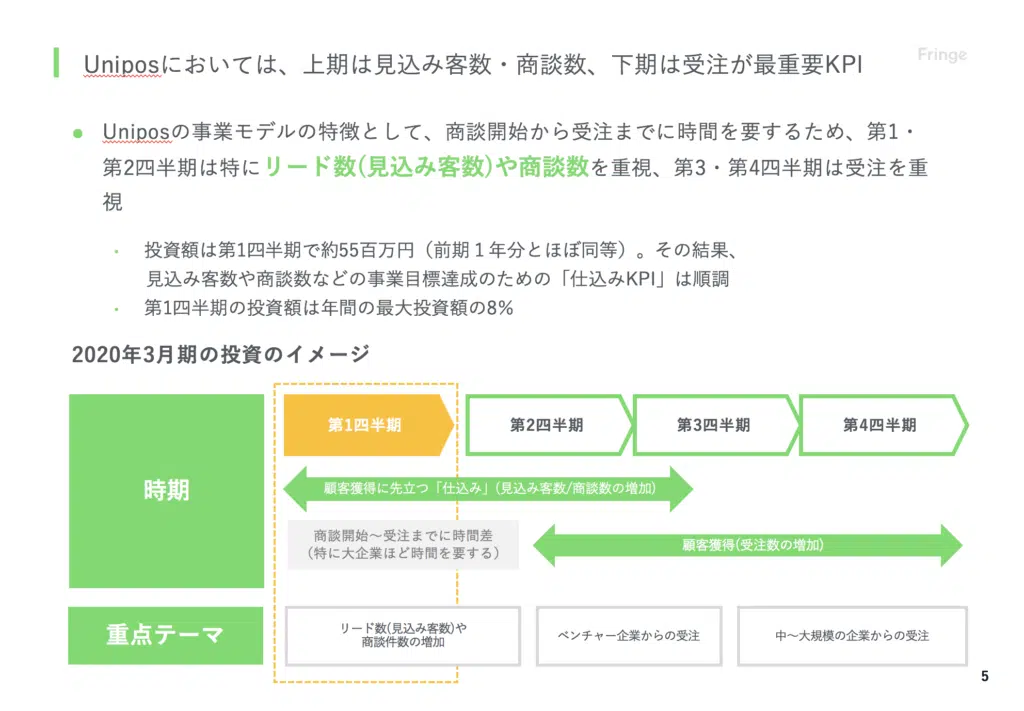 Uniposにおいては、上期は見込み客数・商談数、下期は受注が最重要KPI
Fringe
Uniposの事業モデルの特徴として、商談開始から受注までに時間を要するため、第1・
第2四半期は特にリード数(見込み客数)や商談数を重視、第3・第4四半期は受注を重
視
投資額は第1四半期で約55百万円（前期１年分とほぼ同等）。その結果、
見込み客数や商談数などの事業目標達成のための「仕込みKPI」は順調
第1四半期の投資額は年間の最大投資額の8%
2020年3月期の投資のイメージ
時期
第1四半期
第2四半期
第3四半期
第4四半期
顧客獲得に先立つ「仕込み」(見込み客数/商談数の増加)
商談開始〜受注までに時間差
（特に大企業ほど時間を要する）
顧客獲得(受注数の増加)
重点テーマ
リード数(見込み客数)や
商談件数の増加
ベンチャー企業からの受注
中〜大規模の企業からの受注
5